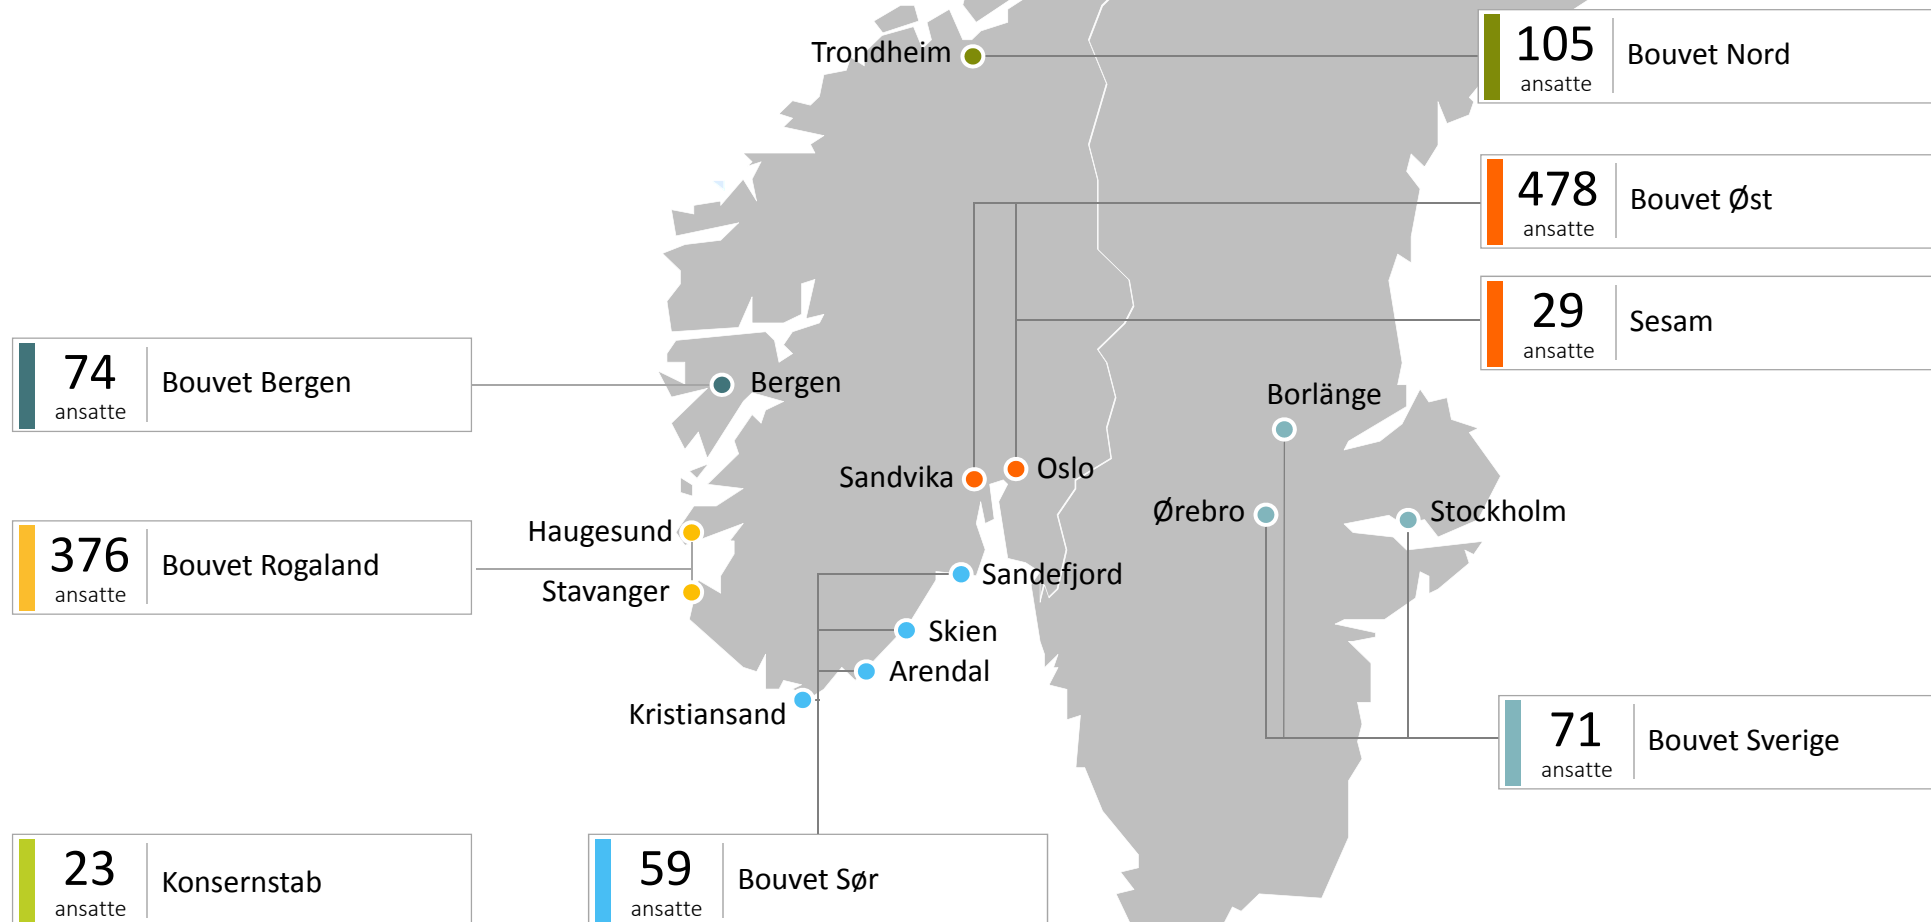 Trondheim
105
ansatte
Bouvet Nord
478
ansatte
Bouvet Øst
29
ansatte
Sesam
74
ansatte
Bouvet Bergen
Bergen
Borlänge
Sandvika
Oslo
Ørebro
Stockholm
376
ansatte
Bouvet Rogaland
Haugesund
Stavanger
Sandefjord
Skien
Arendal
Kristiansand
71
ansatte
Bouvet Sverige
23
ansatte
Konsernstab
59
ansatte
Bouvet Sør